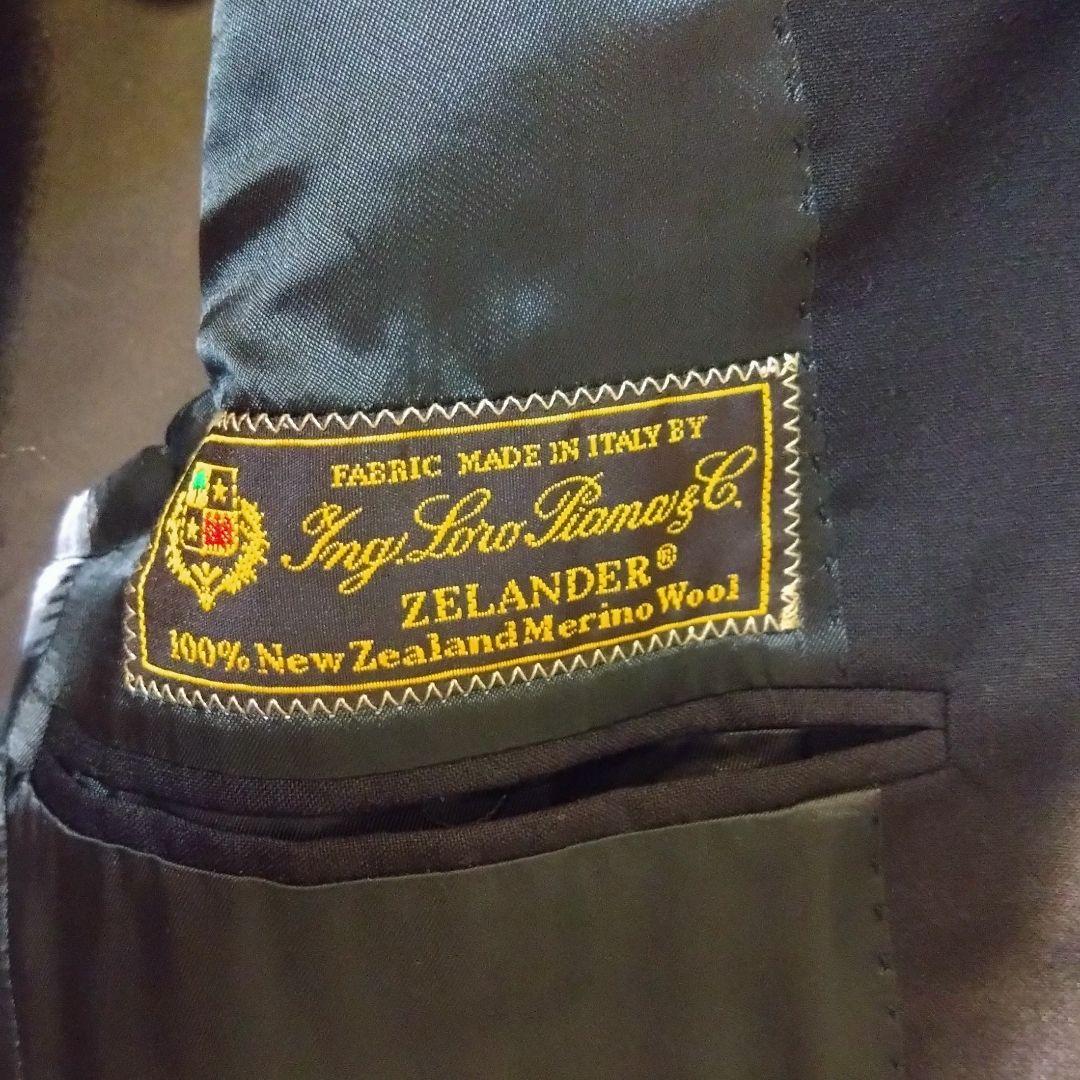 FABRIC MADE IN ITALY BY
Ing. Loro Piana & C.
ZELANDER®
100% New Zealand Merino Wool